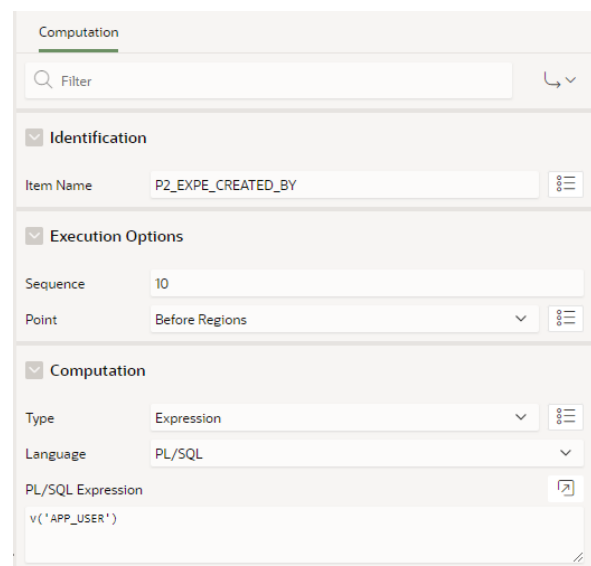 Computation
Filter
Identification
Item Name P2_EXPE_CREATED_BY
Execution Options
Sequence 10
Point Before Regions
Computation
Type Expression
Language PL/SQL
PL/SQL Expression
v('APP_USER')